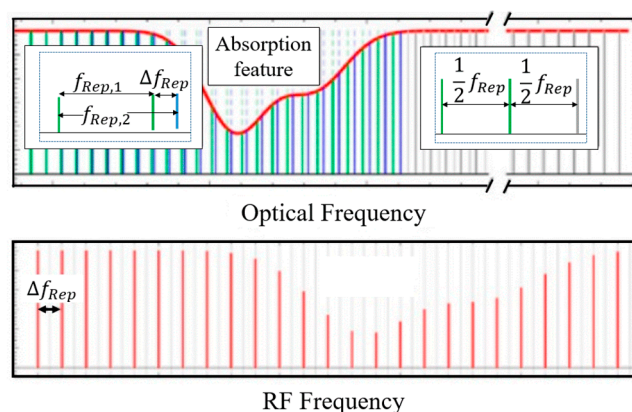 Absorption
feature
f_{Rep,1} Δf_{Rep}
f_{Rep,2}
1/2 f_{Rep} 1/2 f_{Rep}
Optical Frequency
Δf_{Rep}
RF Frequency